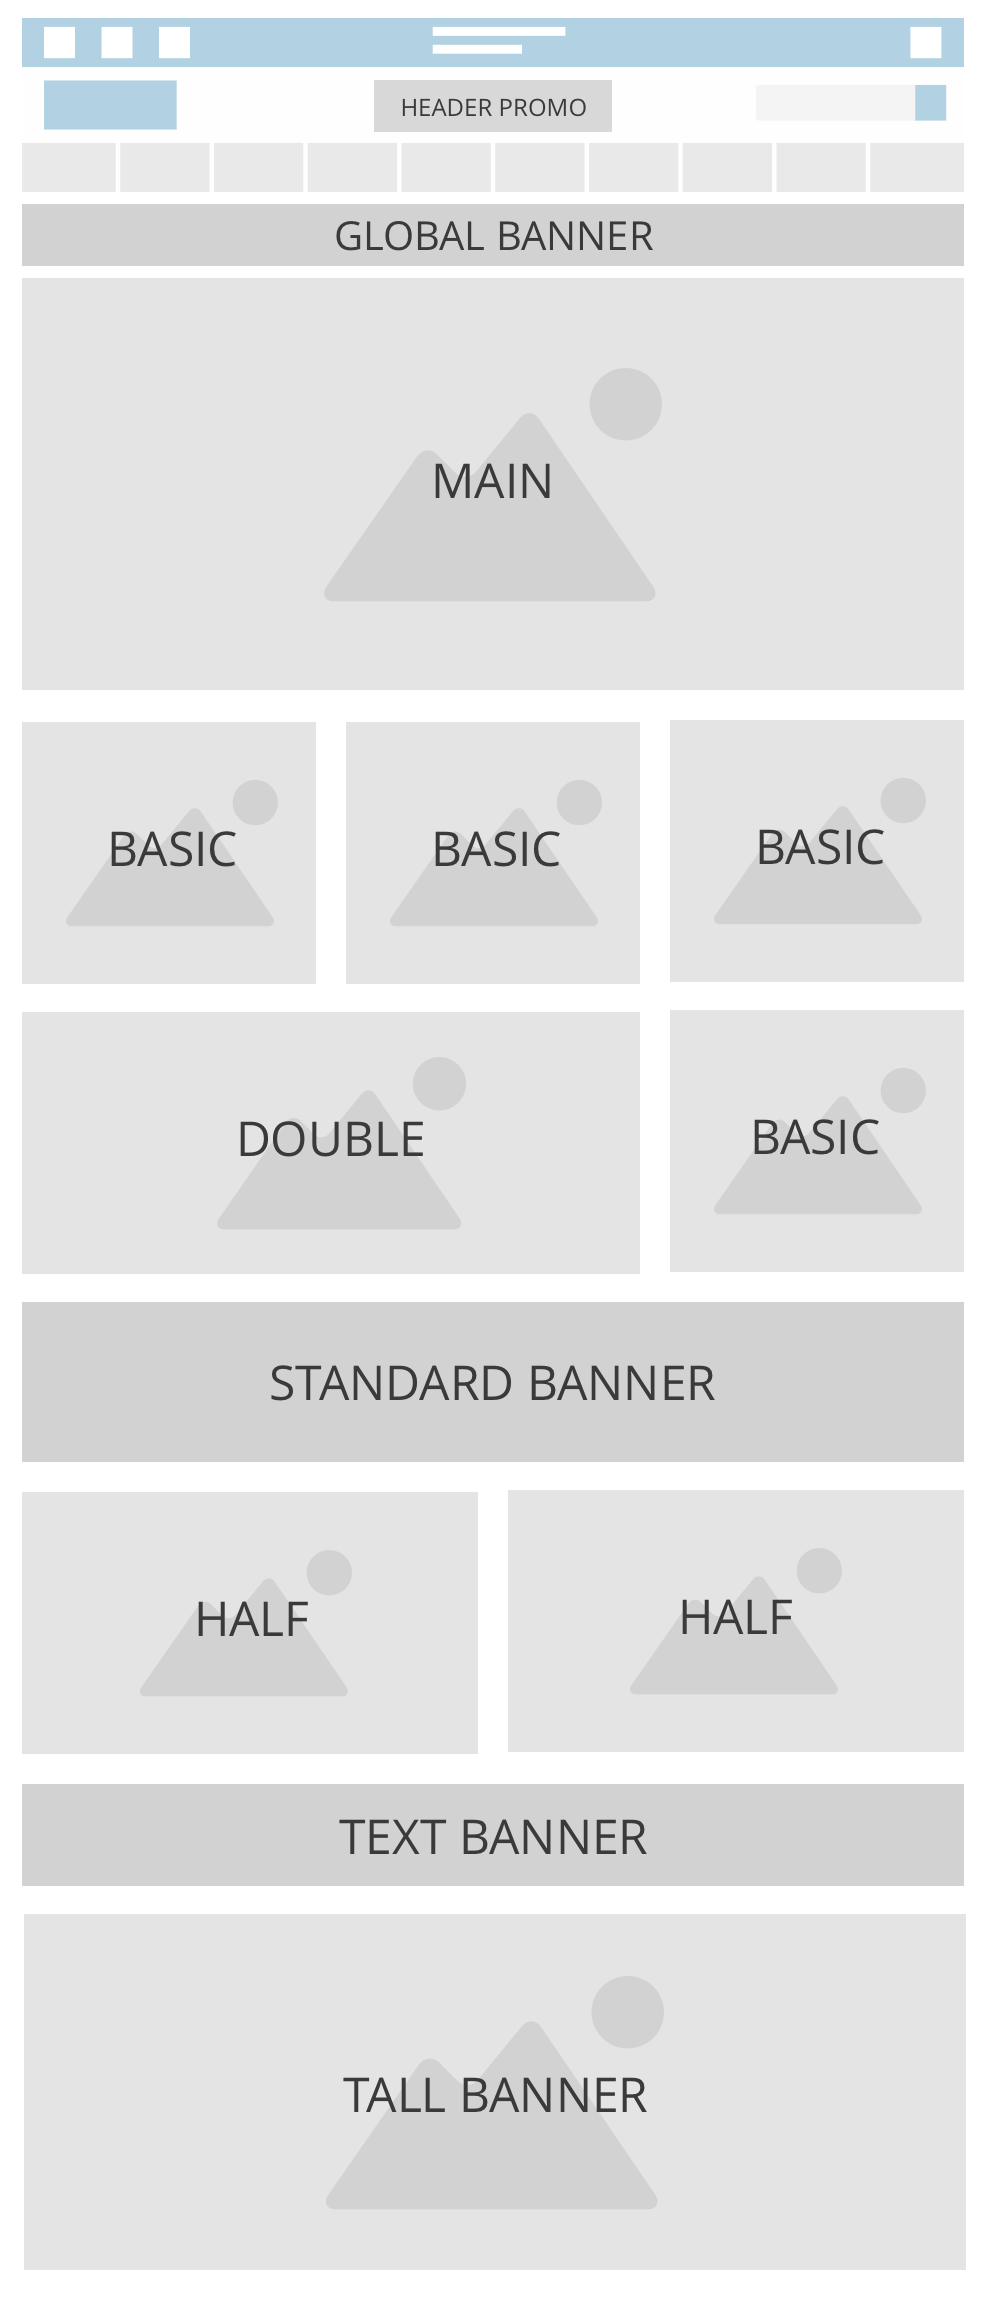 HEADER PROMO
GLOBAL BANNER
MAIN
BASIC
BASIC
BASIC
DOUBLE
BASIC
STANDARD BANNER
HALF
HALF
TEXT BANNER
TALL BANNER